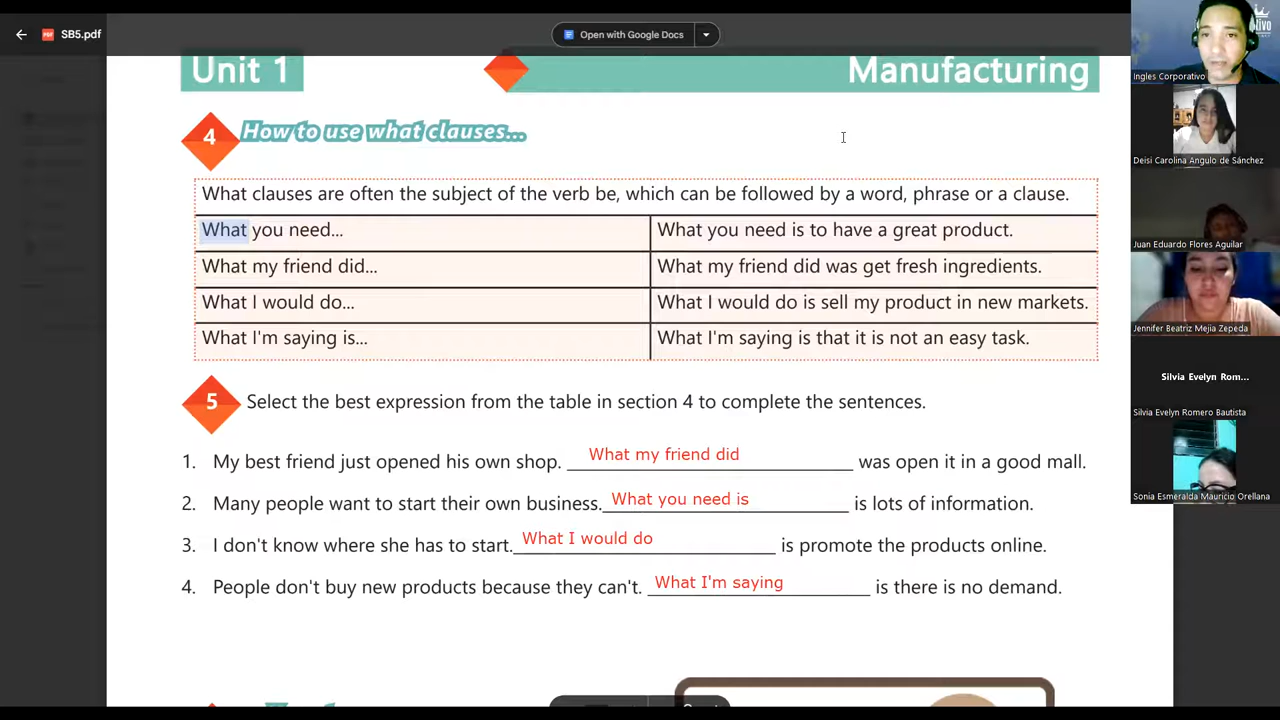 SB5.pdf
Open with Google Docs
Unit 1
Manufacturing
4 How to use what clauses...
What clauses are often the subject of the verb be, which can be followed by a word, phrase or a clause.
What you need... What you need is to have a great product.
What my friend did... What my friend did was get fresh ingredients.
What I would do... What I would do is sell my product in new markets.
What I'm saying is... What I'm saying is that it is not an easy task.
5 Select the best expression from the table in section 4 to complete the sentences.
1. My best friend just opened his own shop. What my friend did was open it in a good mall.
2. Many people want to start their own business. What you need is is lots of information.
3. I don't know where she has to start. What I would do is promote the products online.
4. People don't buy new products because they can't. What I'm saying is there is no demand.
Ingles Corporativo
Deisi Carolina Angulo de Sánchez
Juan Eduardo Flores Aguilar
Jennifer Beatriz Mejia Zepeda
Silvia Evelyn Rom...
Silvia Evelyn Romero Bautista
Sonia Esmeralda Mauricio Orellana